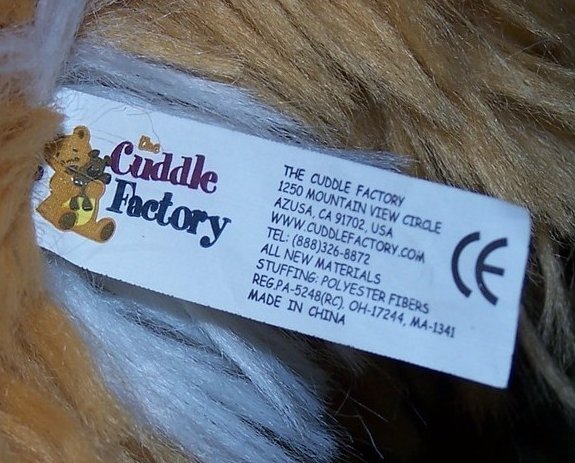 the
Cuddle
Factory
THE CUDDLE FACTORY
1250 MOUNTAIN VIEW CIRCLE
AZUSA, CA 91702, USA
WWW.CUDDLEFACTORY.COM
TEL: (888)326-8872
ALL NEW MATERIALS
STUFFING: POLYESTER FIBERS
REG.PA-5248(RC), OH-17244, MA-1341
MADE IN CHINA
CE